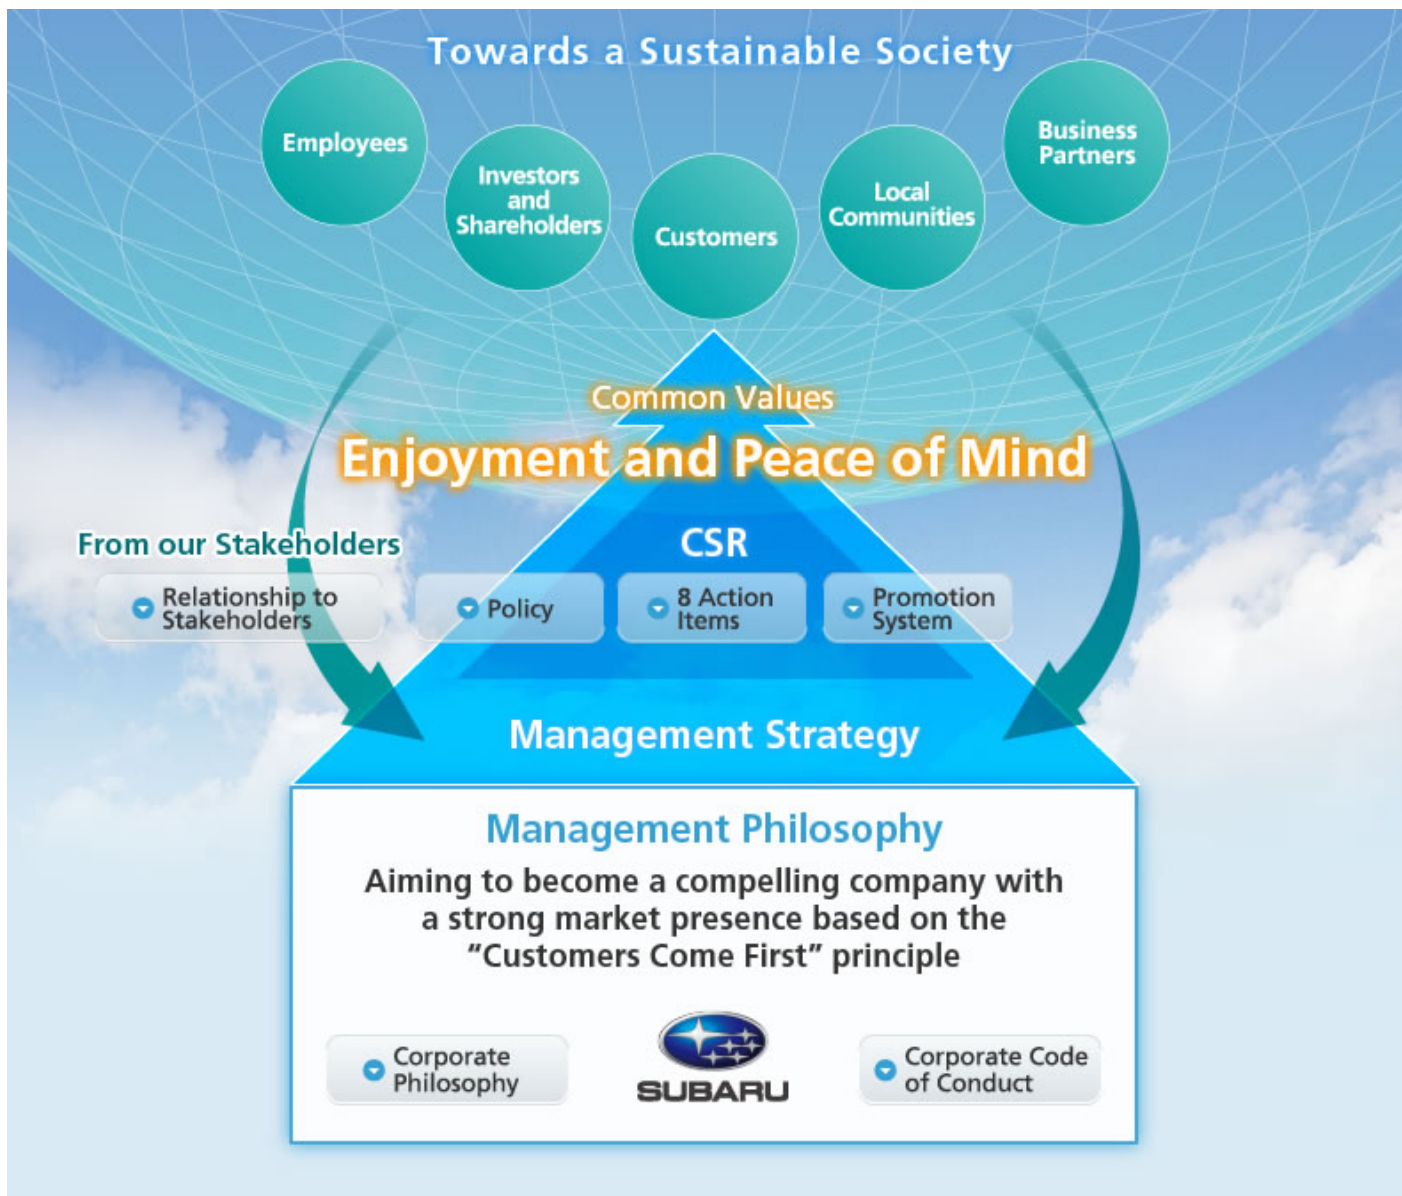 Towards a Sustainable Society
Employees
Investors
and
Shareholders
Customers
Local
Communities
Business
Partners
Common Values
Enjoyment and Peace of Mind
From our Stakeholders
CSR
Relationship to
Stakeholders
Policy
8 Action
Items
Promotion
System
Management Strategy
Management Philosophy
Aiming to become a compelling company with
a strong market presence based on the
“Customers Come First” principle
Corporate
Philosophy
SUBARU
Corporate Code
of Conduct